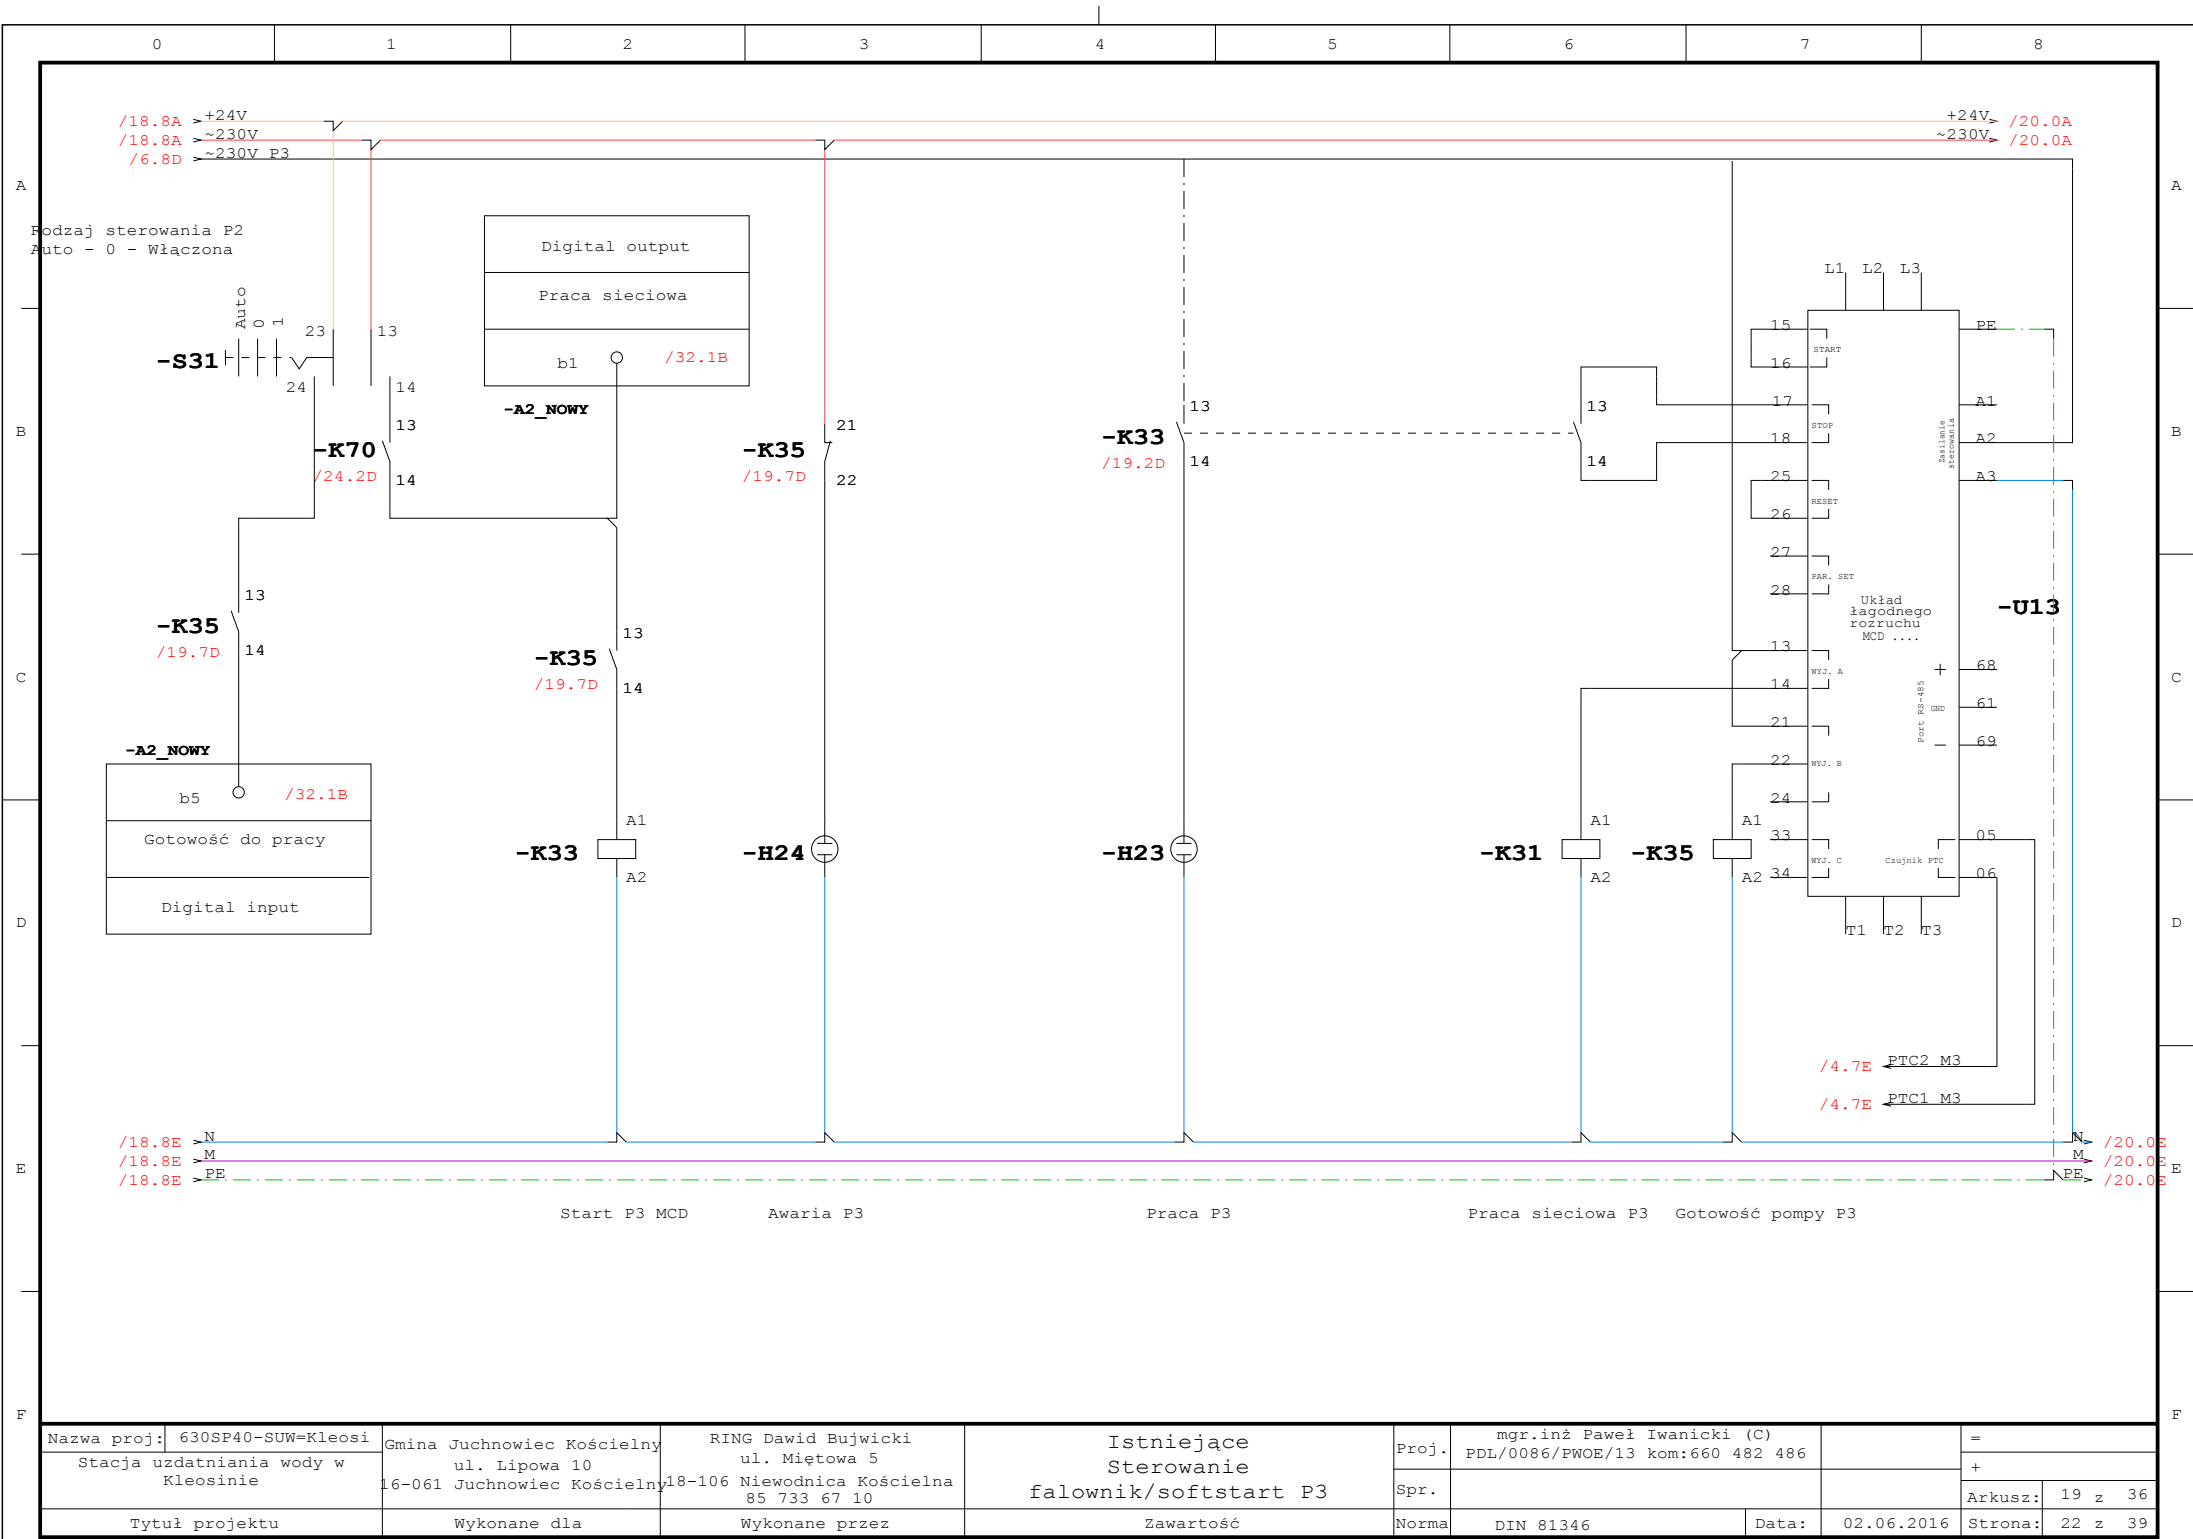 0 1 2 3 4 5 6 7 8
/18.8A +24V +24V /20.0A
/18.8A ~230V ~230V /20.0A
/6.8D ~230V P3
A A
Rodzaj sterowania P2
Auto - 0 - Włączona
Digital output
Praca sieciowa
b1 /32.1B
-A2_NOWY
Auto
0
1
-S31
23 13
24 14
B B
13
-K70
/24.2D 14
21
-K35
/19.7D 22
13
-K33
/19.2D 14
13
14
L1 L2 L3
15 PE
START
16
17 A1
STOP
18 A2
Zasilanie
sterowania
25 A3
RESET
26
27
PAR. SET
28
Układ
łagodnego
rozruchu
MCD ....
-U13
13
WYJ. A
14
21
22 WYJ. B
24
33
WYJ. C
34
+ 68
GND 61
- 69
Port RS-485
05
Czujnik PTC
06
T1 T2 T3
C C
13
-K35
/19.7D 14
13
-K35
/19.7D 14
-A2_NOWY
b5 /32.1B
Gotowość do pracy
Digital input
A1
-K33
A2
-H24
-H23
A1
-K31
A2
A1
-K35
A2
D D
/4.7E PTC2 M3
/4.7E PTC1 M3
/18.8E N N /20.0E
/18.8E M M /20.0E
/18.8E PE PE /20.0E
E E
Start P3 MCD Awaria P3 Praca P3 Praca sieciowa P3 Gotowość pompy P3
F F
Nazwa proj: 630SP40-SUW=Kleosi
Stacja uzdatniania wody w
Kleosinie
Tytuł projektu
Gmina Juchnowiec Kościelny
ul. Lipowa 10
16-061 Juchnowiec Kościelny
Wykonane dla
RING Dawid Bujwicki
ul. Miętowa 5
18-106 Niewodnica Kościelna
85 733 67 10
Wykonane przez
Istniejące
Sterowanie
falownik/softstart P3
Zawartość
Proj. mgr.inż Paweł Iwanicki (C)
PDL/0086/PWOE/13 kom:660 482 486
Spr.
Norma DIN 81346 Data: 02.06.2016
=
+
Arkusz: 19 z 36
Strona: 22 z 39